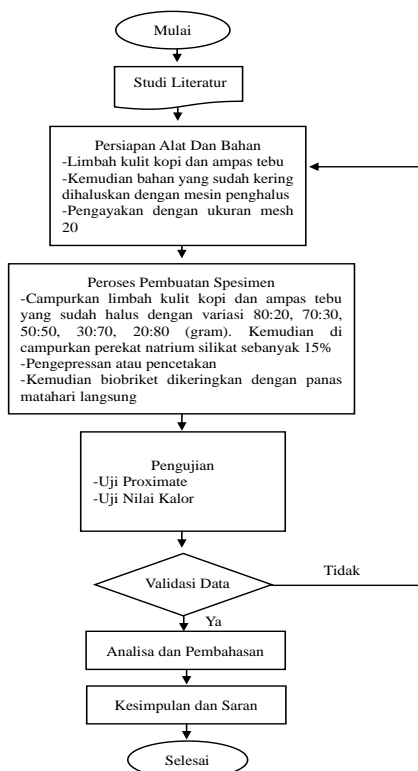 Mulai
Studi Literatur
Persiapan Alat Dan Bahan
-Limbah kulit kopi dan ampas tebu
-Kemudian bahan yang sudah kering
dihaluskan dengan mesin penghalus
-Pengayakan dengan ukuran mesh
20
Peroses Pembuatan Spesimen
-Campurkan limbah kulit kopi dan ampas tebu
yang sudah halus dengan variasi 80:20, 70:30,
50:50, 30:70, 20:80 (gram). Kemudian di
campurkan perekat natrium silikat sebanyak 15%
-Pengepressan atau pencetakan
-Kemudian biobriket dikeringkan dengan panas
matahari langsung
Pengujian
-Uji Proximate
-Uji Nilai Kalor
Validasi Data
Tidak
Ya
Analisa dan Pembahasan
Kesimpulan dan Saran
Selesai